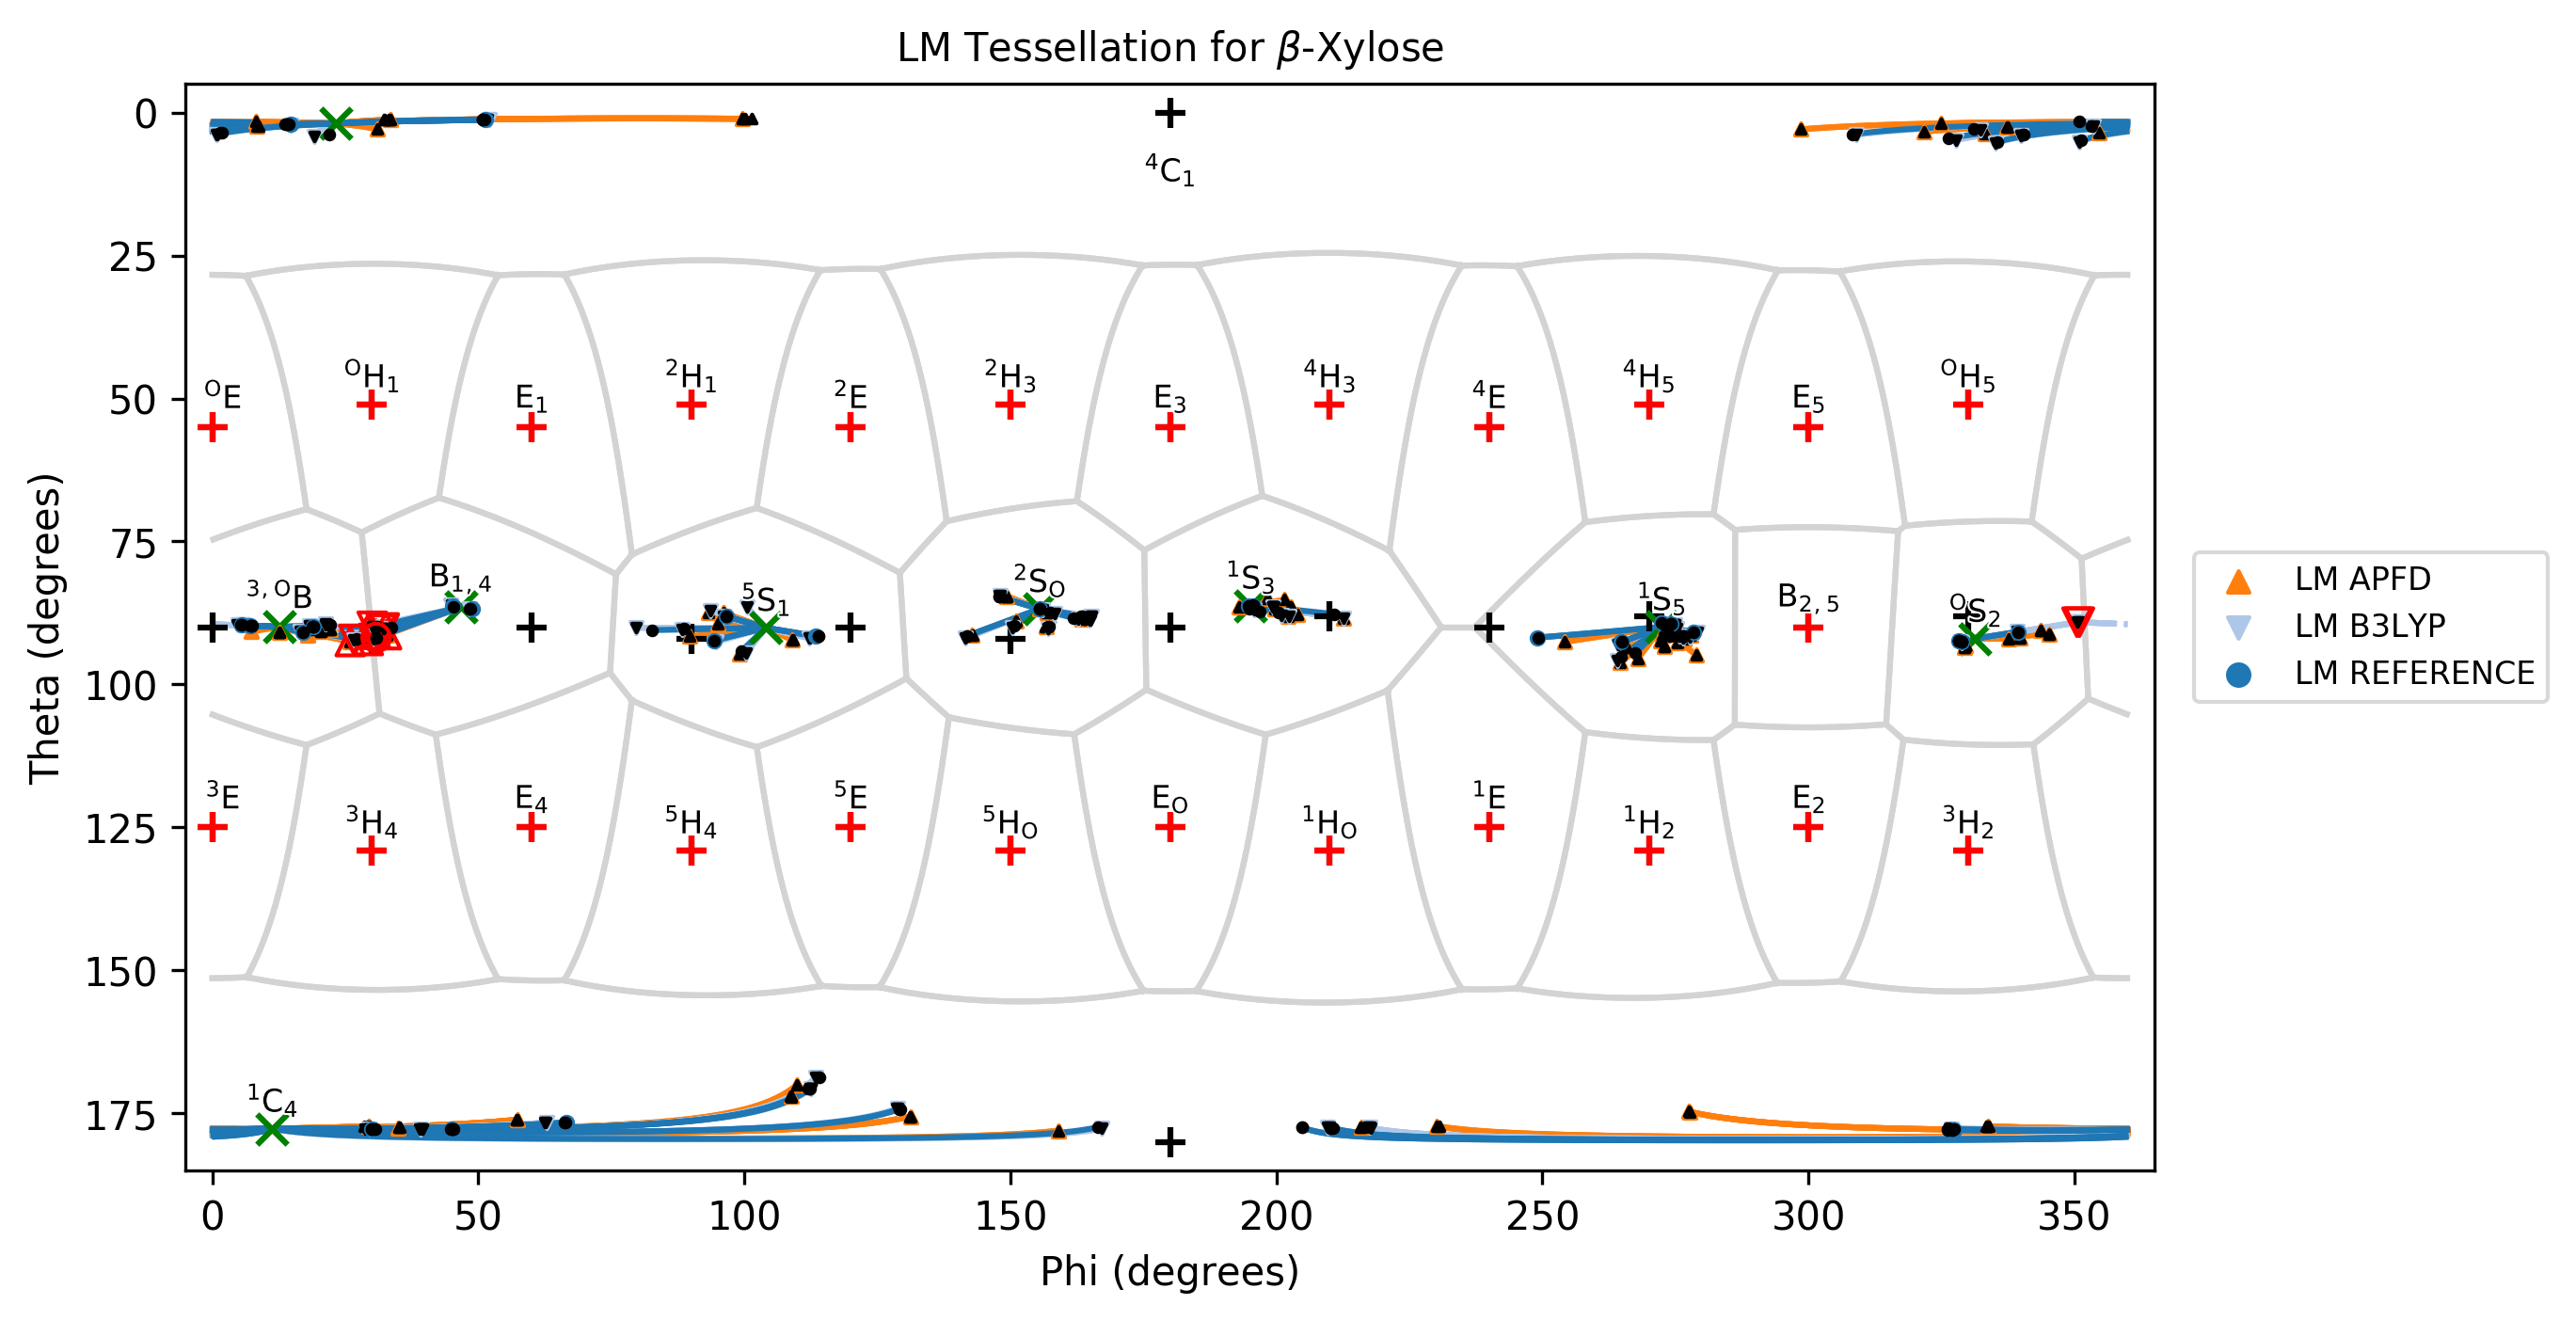 LM Tessellation for β-Xylose
0
25
50
75
100
125
150
175
Theta (degrees)
⁴C₁
ᴼE
ᴼH₁
E₁
²H₁
²E
²H₃
E₃
⁴H₃
⁴E
⁴H₅
E₅
ᴼH₅
³,ᴼB
B₁,₄
⁵S₁
²Sₒ
¹S₃
¹S₅
B₂,₅
ᴼS₂
³E
³H₄
E₄
⁵H₄
⁵E
⁵Hₒ
Eₒ
¹Hₒ
¹E
¹H₂
E₂
³H₂
¹C₄
0 50 100 150 200 250 300 350
Phi (degrees)
LM APFD
LM B3LYP
LM REFERENCE